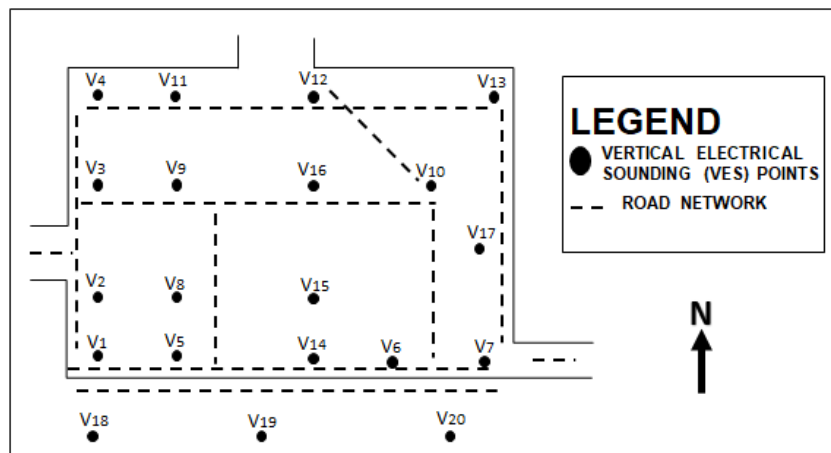 V4 V11 V12 V13
LEGEND
VERTICAL ELECTRICAL
SOUNDING (VES) POINTS
ROAD NETWORK
V3 V9 V16 V10
V17
V2 V8 V15
N
V1 V5 V14 V6 V7
V18 V19 V20